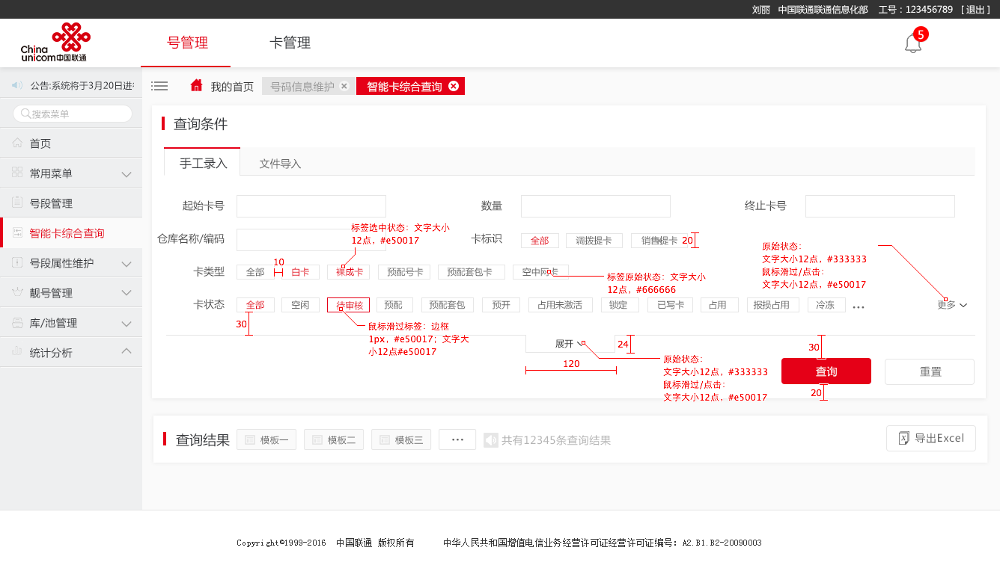 刘丽 中国联通联通信息化部 工号：123456789 [ 退出 ]
China
unicom中国联通
号管理 卡管理 5
公告:系统将于3月20日进
我的首页 号码信息维护 智能卡综合查询
搜索菜单
首页
常用菜单
号段管理
智能卡综合查询
号段属性维护
靓号管理
库/池管理
统计分析
查询条件
手工录入 文件导入
起始卡号 数量 终止卡号
仓库名称/编码 卡标识 全部 调拨提卡 销售提卡 20
标签选中状态：文字大小
12点，#e50017
原始状态：
文字大小12点，#333333
鼠标滑过/点击：
文字大小12点，#e50017
10
卡类型 全部 白卡 裸成卡 预配号卡 预配套包卡 空中网卡
标签原始状态：文字大小
12点，#666666
卡状态 全部 空闲 待审核 预配 预配套包 预开 占用未激活 锁定 已写卡 占用 报损占用 冷冻 ... 更多
30
鼠标滑过标签：边框
1px，#e50017；文字大
小12点#e50017
展开 24
120
原始状态：
文字大小12点，#333333
鼠标滑过/点击：
文字大小12点，#e50017
30
查询 重置
20
查询结果 模板一 模板二 模板三 ... 共有12345条查询结果 导出Excel
Copyright©1999-2016 中国联通 版权所有 中华人民共和国增值电信业务经营许可证经营许可证编号：A2.B1.B2-20090003